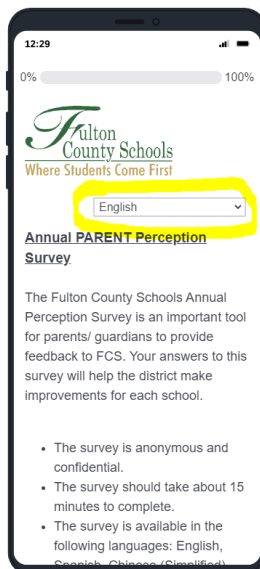 12:29
0% 100%
Fulton
County Schools
Where Students Come First
English
Annual PARENT Perception
Survey
The Fulton County Schools Annual
Perception Survey is an important tool
for parents/ guardians to provide
feedback to FCS. Your answers to this
survey will help the district make
improvements for each school.
• The survey is anonymous and
confidential.
• The survey should take about 15
minutes to complete.
• The survey is available in the
following languages: English,
Spanish, Chinese (Simplified)